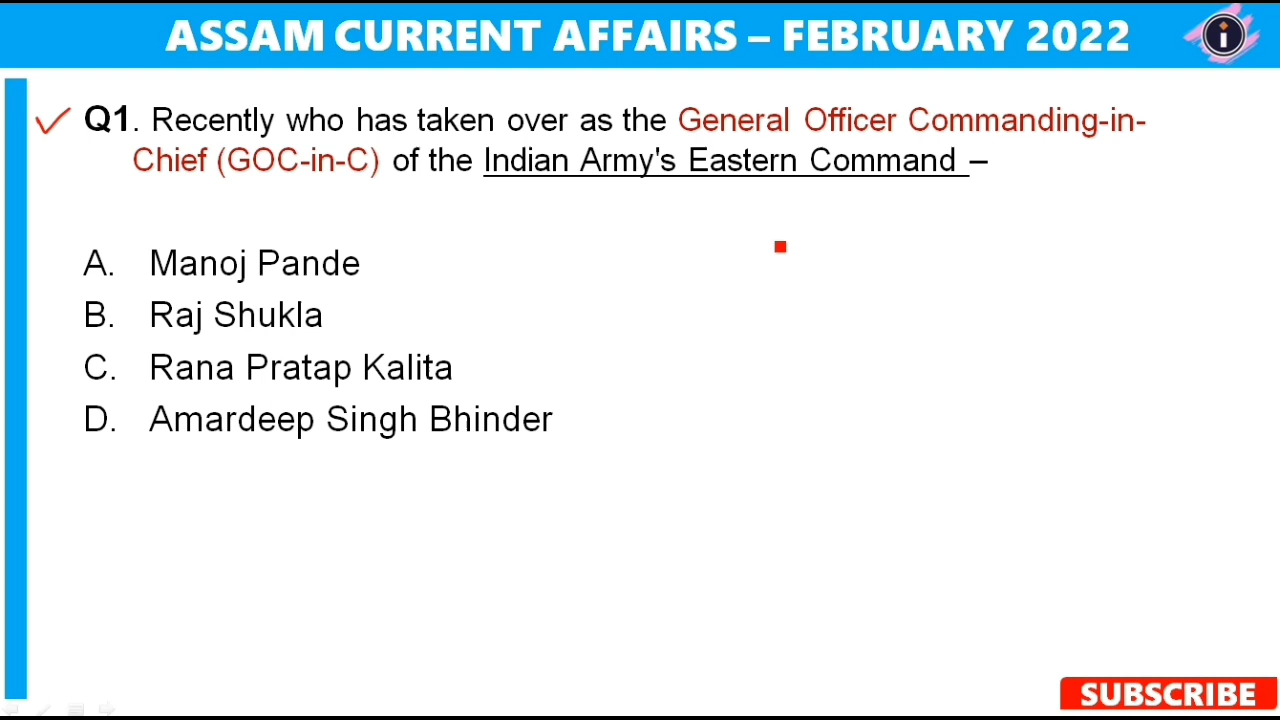 ASSAM CURRENT AFFAIRS – FEBRUARY 2022
i
Q1. Recently who has taken over as the General Officer Commanding-in-
Chief (GOC-in-C) of the Indian Army's Eastern Command –
A. Manoj Pande
B. Raj Shukla
C. Rana Pratap Kalita
D. Amardeep Singh Bhinder
SUBSCRIBE